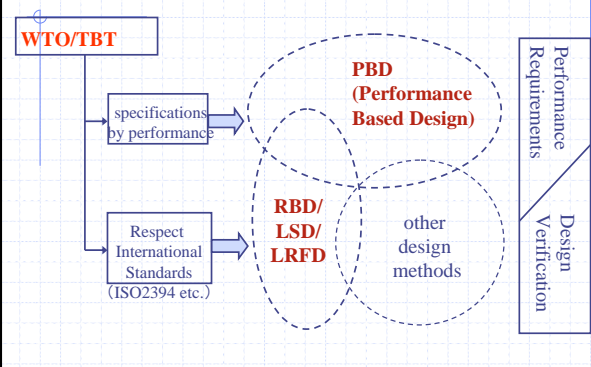 WTO/TBT
specifications
by performance
Respect
International
Standards
(ISO2394 etc.)
PBD
(Performance
Based Design)
RBD/
LSD/
LRFD
other
design
methods
Performance
Requirements
Design
Verification